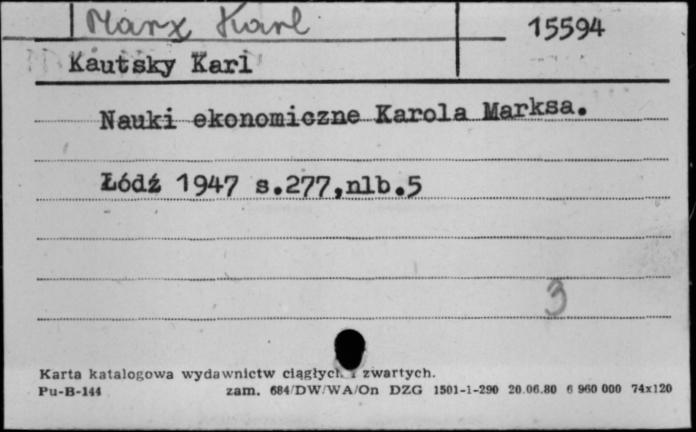 Marx Karl
15594
Kautsky Karl
Nauki ekonomiczne Karola Marksa.
Łódź 1947 s.277,nlb.5
3
Karta katalogowa wydawnictw ciągłych i zwartych.
Pu-B-144 zam. 684/DW/WA/On DZG 1501-1-290 20.06.80 6 960 000 74x120